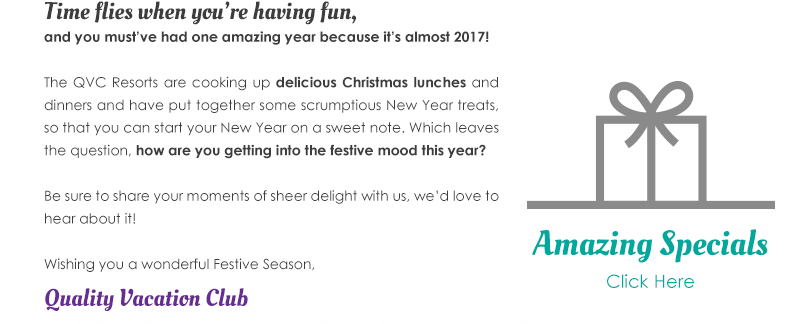 Time flies when you're having fun,
and you must've had one amazing year because it's almost 2017!
The QVC Resorts are cooking up delicious Christmas lunches and
dinners and have put together some scrumptious New Year treats,
so that you can start your New Year on a sweet note. Which leaves
the question, how are you getting into the festive mood this year?
Be sure to share your moments of sheer delight with us, we'd love to
hear about it!
Wishing you a wonderful Festive Season,
Quality Vacation Club
Amazing Specials
Click Here